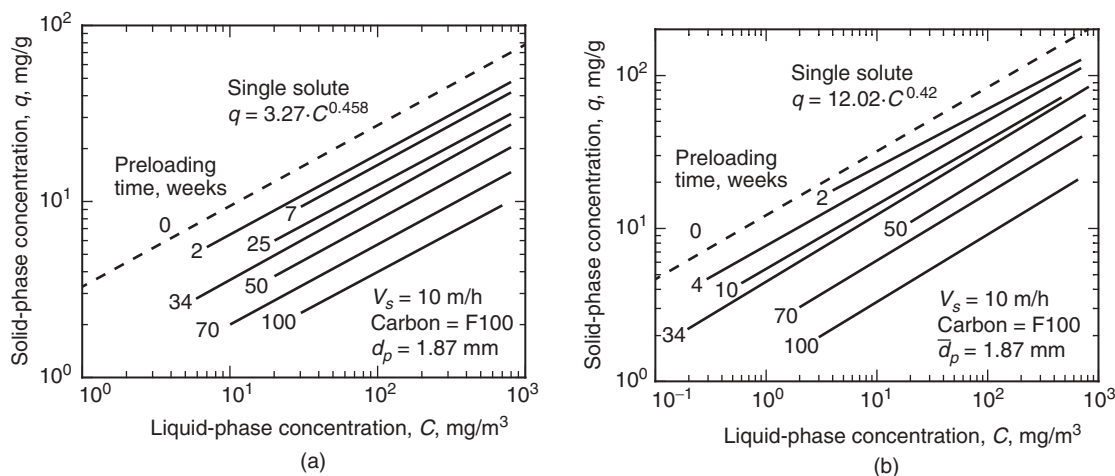 10²
10¹
10⁰
Solid-phase concentration, q, mg/g
Single solute
q = 3.27·C^0.458
Preloading
time, weeks
0
2
7
25
34
50
70
100
V_s = 10 m/h
Carbon = F100
d_p = 1.87 mm
10⁰ 10¹ 10² 10³
Liquid-phase concentration, C, mg/m³
(a)
10²
10¹
10⁰
Solid-phase concentration, q, mg/g
Single solute
q = 12.02·C^0.42
Preloading
time, weeks
0
2
4
10
50
34
70
100
V_s = 10 m/h
Carbon = F100
d̅_p = 1.87 mm
10⁻¹ 10⁰ 10¹ 10² 10³
Liquid-phase concentration, C, mg/m³
(b)